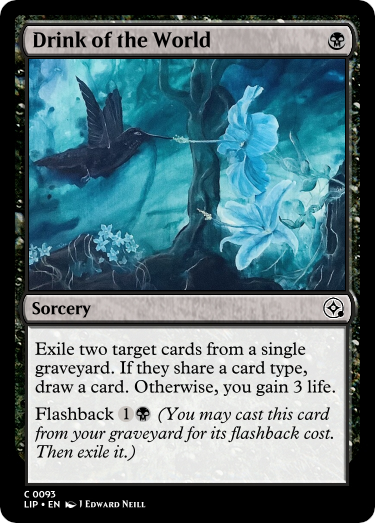 Drink of the World
Sorcery
Exile two target cards from a single
graveyard. If they share a card type,
draw a card. Otherwise, you gain 3 life.
Flashback 1 (You may cast this card
from your graveyard for its flashback cost.
Then exile it.)
C 0093
LIP • EN J Edward Neill